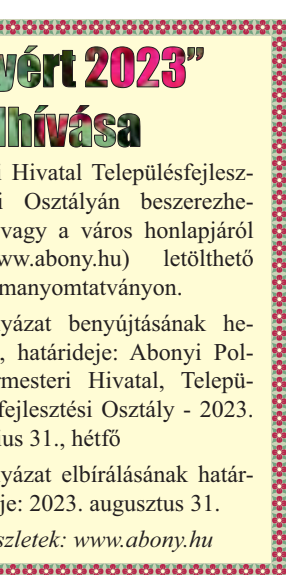 yért 2023”
lhívása
i Hivatal Településfejlesz-
i Osztályán beszerezhe-
vagy a város honlapjáról
ww.abony.hu) letölthető
manyomtatványon.
yázat benyújtásának he-
, határideje: Abonyi Pol-
rmesteri Hivatal, Telepü-
fejlesztési Osztály - 2023.
ius 31., hétfő
yázat elbírálásának határ-
je: 2023. augusztus 31.
szletek: www.abony.hu